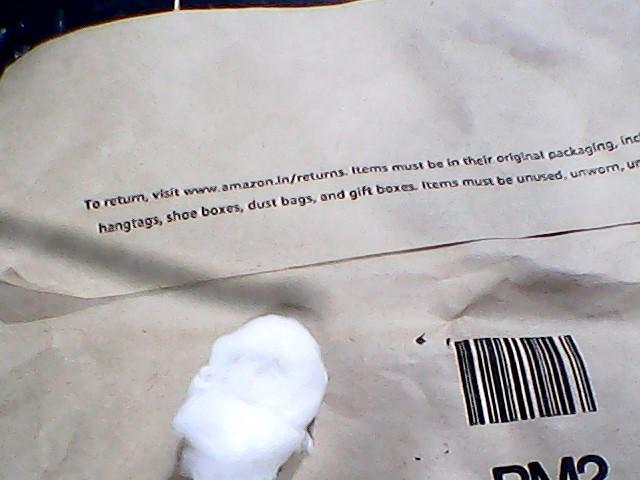 To return, visit www.amazon.in/returns. Items must be in their original packaging,
hangtags, shoe boxes, dust bags, and gift boxes. Items must be unused, unworn,
PM2